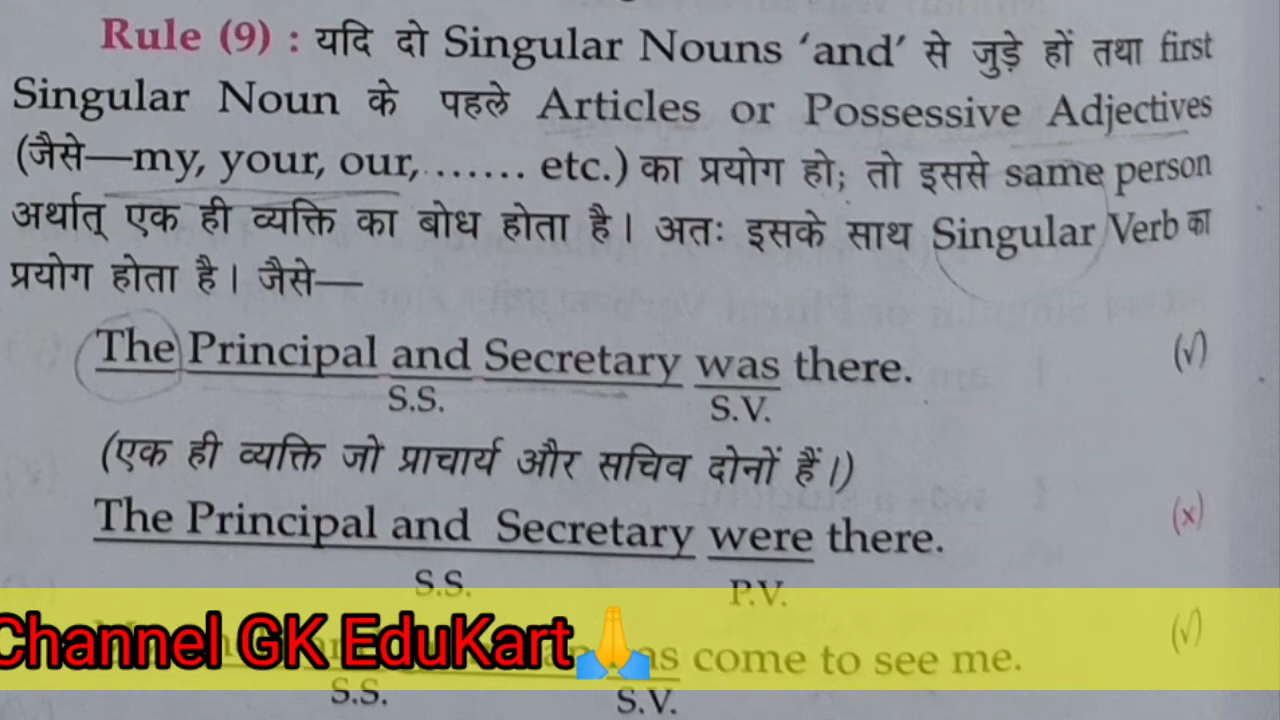 Rule (9) : यदि दो Singular Nouns ‘and’ से जुड़े हों तथा first
Singular Noun के पहले Articles or Possessive Adjectives
(जैसे—my, your, our, ....... etc.) का प्रयोग हो; तो इससे same person
अर्थात् एक ही व्यक्ति का बोध होता है। अतः इसके साथ Singular Verb का
प्रयोग होता है। जैसे—
The Principal and Secretary was there. (√)
S.S. S.V.
(एक ही व्यक्ति जो प्राचार्य और सचिव दोनों हैं।)
The Principal and Secretary were there. (×)
S.S. P.V.
Channel GK EduKart🙏
come to see me. (√)
S.S. S.V.